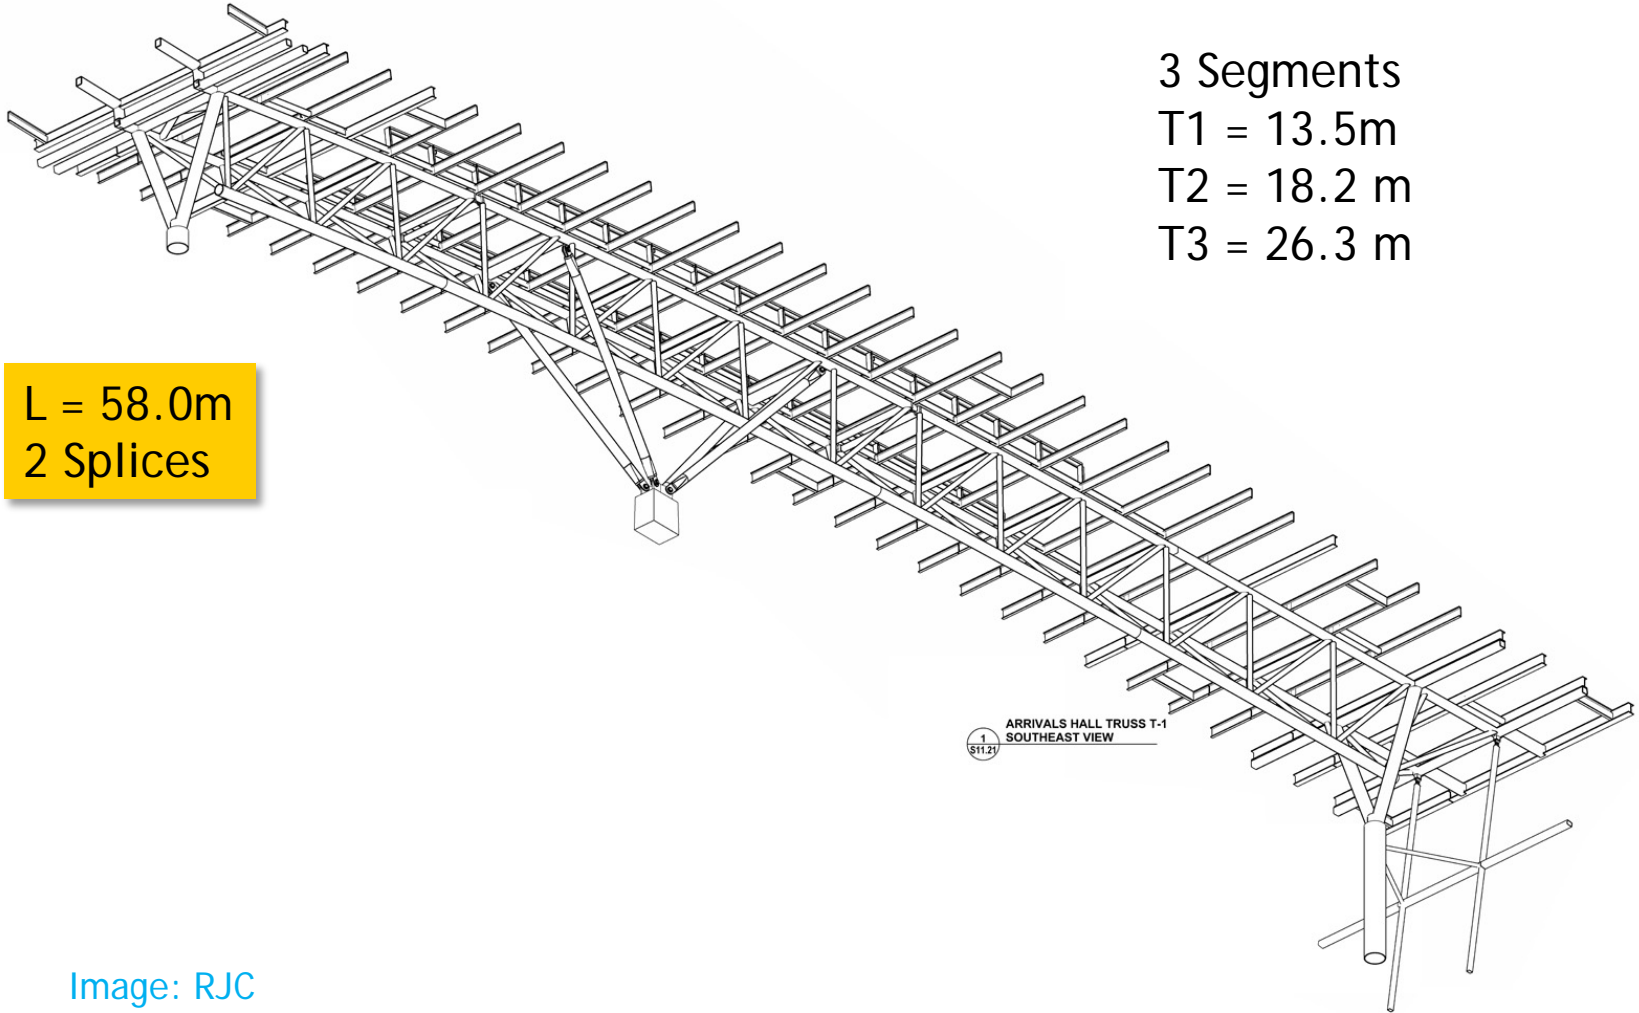 3 Segments
T1 = 13.5m
T2 = 18.2 m
T3 = 26.3 m
L = 58.0m
2 Splices
1
S11.21
ARRIVALS HALL TRUSS T-1
SOUTHEAST VIEW
Image: RJC